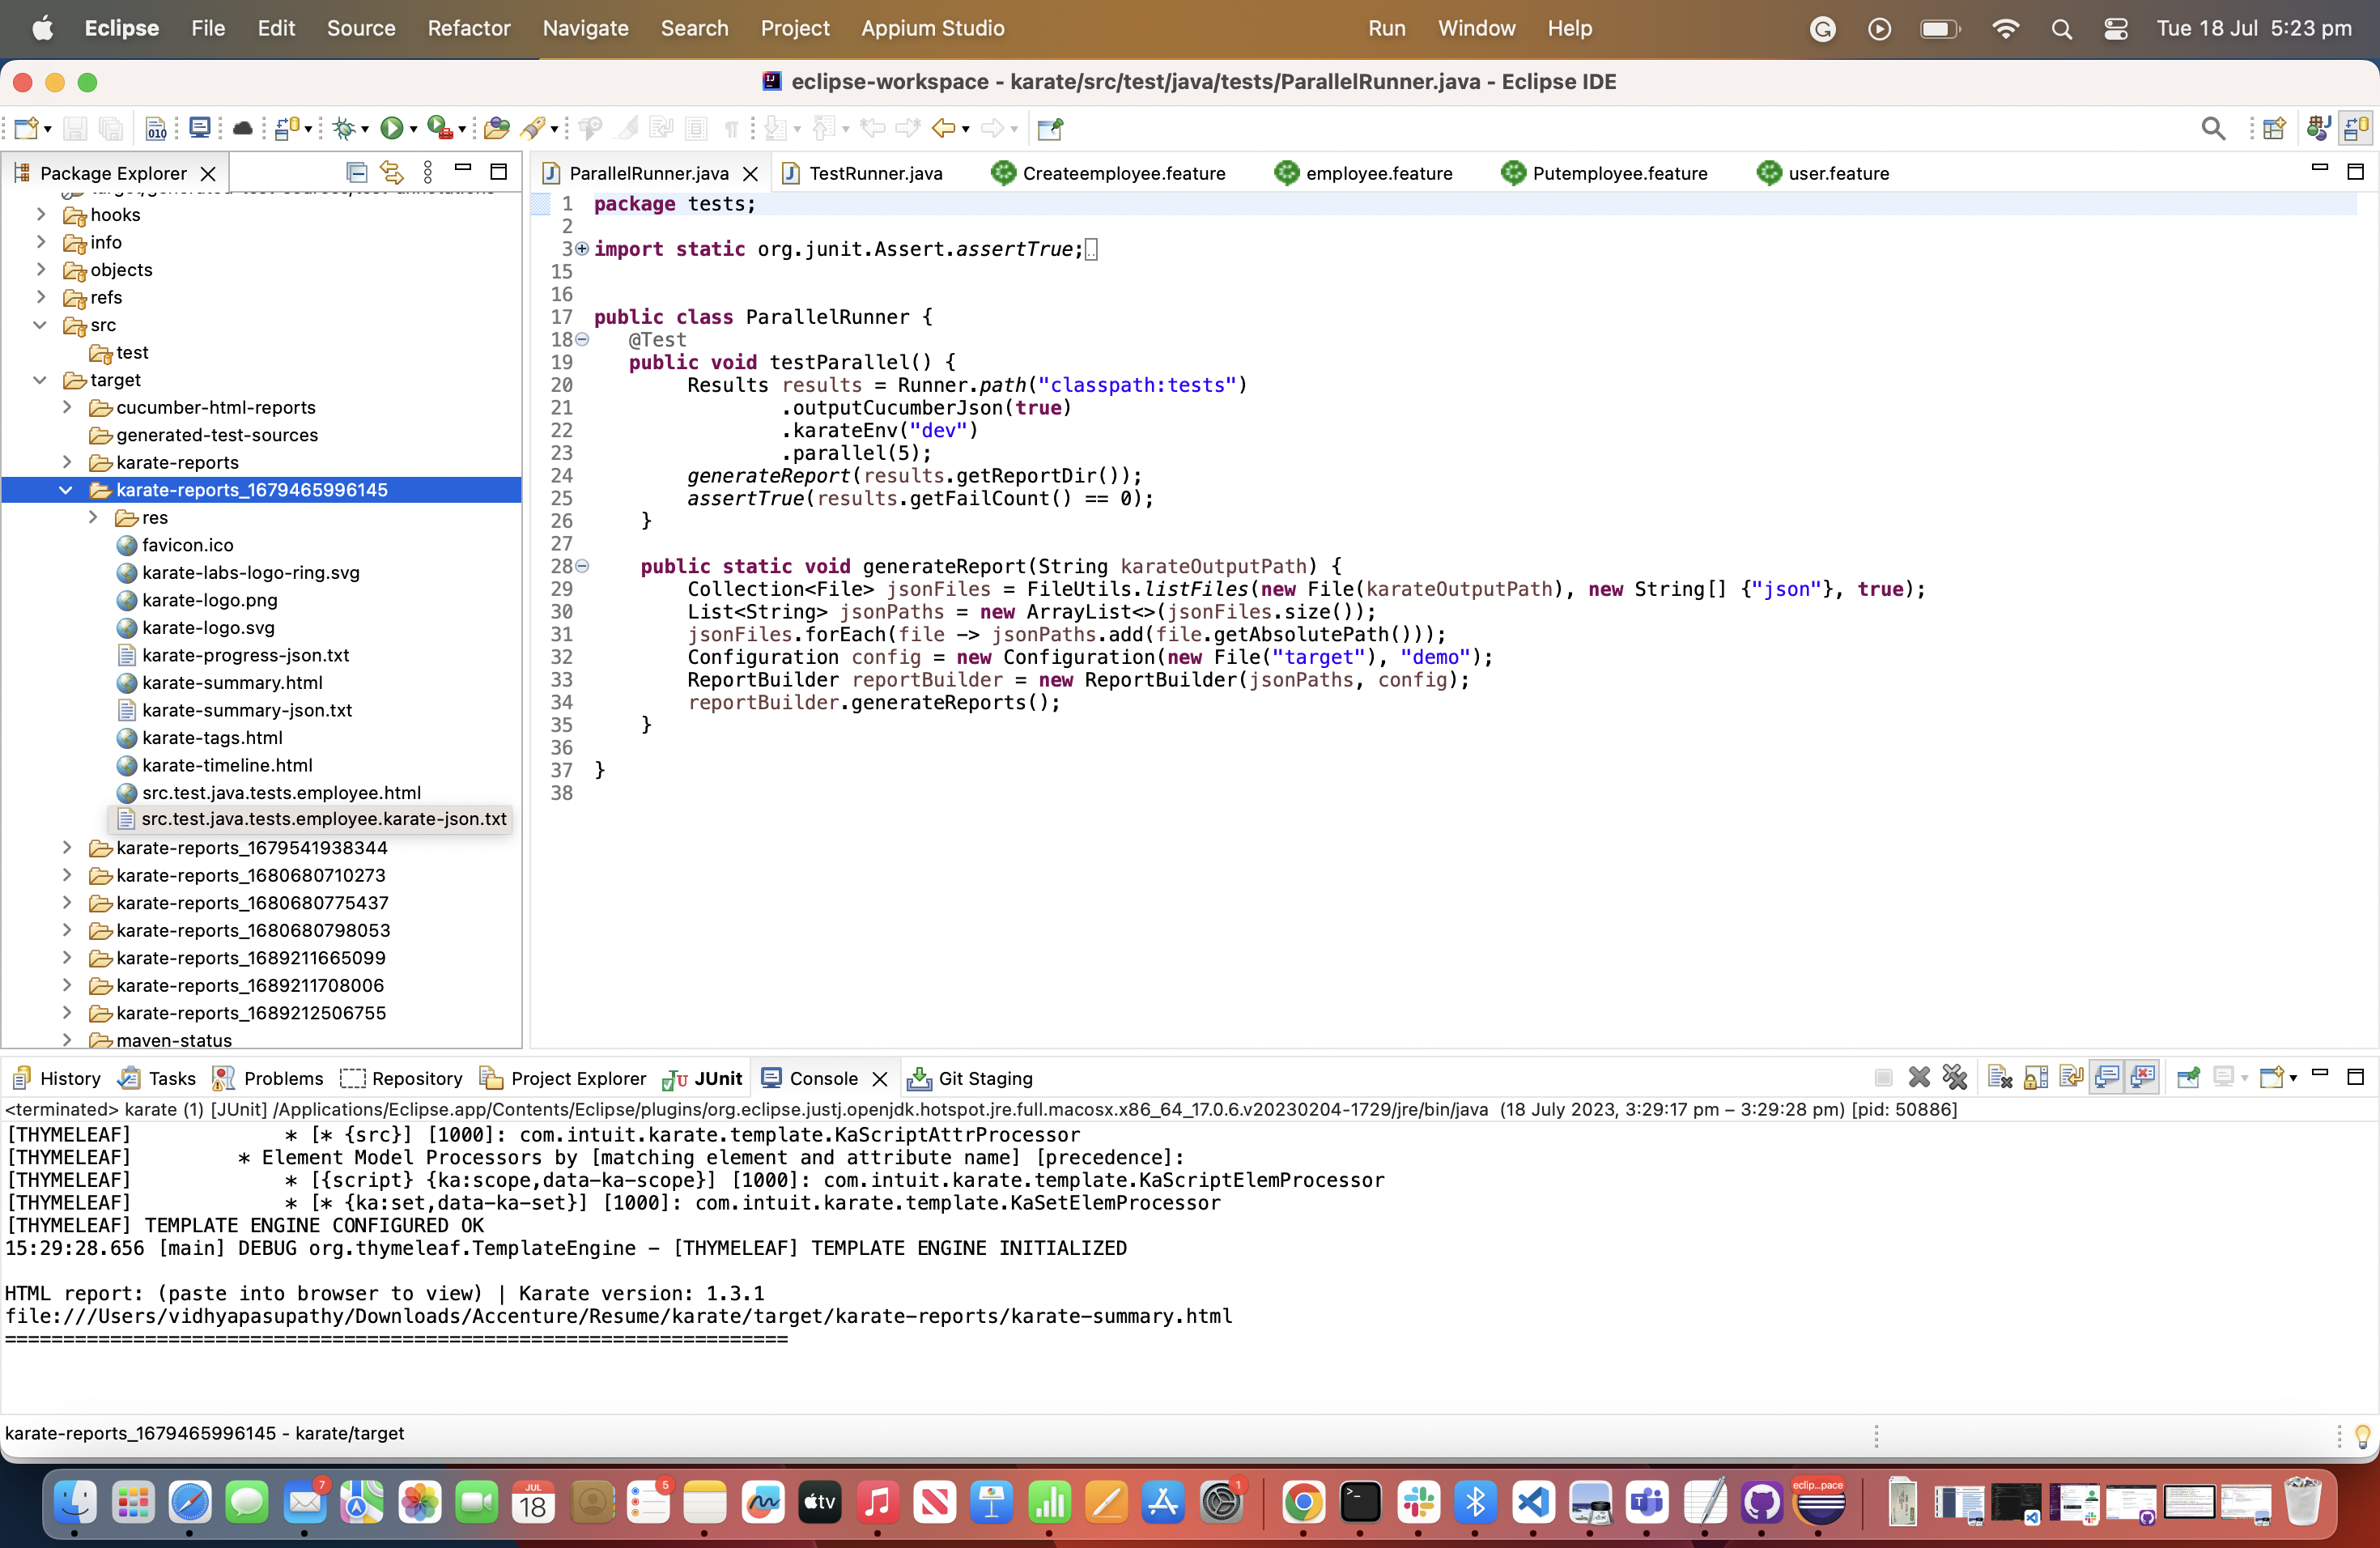 Eclipse File Edit Source Refactor Navigate Search Project Appium Studio Run Window Help Tue 18 Jul 5:23 pm
eclipse-workspace - karate/src/test/java/tests/ParallelRunner.java - Eclipse IDE
Package Explorer
hooks
info
objects
refs
src
test
target
cucumber-html-reports
generated-test-sources
karate-reports
karate-reports_1679465996145
res
favicon.ico
karate-labs-logo-ring.svg
karate-logo.png
karate-logo.svg
karate-progress-json.txt
karate-summary.html
karate-summary-json.txt
karate-tags.html
karate-timeline.html
src.test.java.tests.employee.html
src.test.java.tests.employee.karate-json.txt
karate-reports_1679541938344
karate-reports_1680680710273
karate-reports_1680680775437
karate-reports_1680680798053
karate-reports_1689211665099
karate-reports_1689211708006
karate-reports_1689212506755
maven-status
ParallelRunner.java TestRunner.java Createemployee.feature employee.feature Putemployee.feature user.feature
1 package tests;
2
3 import static org.junit.Assert.assertTrue;
15
16
17 public class ParallelRunner {
18 @Test
19 public void testParallel() {
20 Results results = Runner.path("classpath:tests")
21 .outputCucumberJson(true)
22 .karateEnv("dev")
23 .parallel(5);
24 generateReport(results.getReportDir());
25 assertTrue(results.getFailCount() == 0);
26 }
27
28 public static void generateReport(String karateOutputPath) {
29 Collection<File> jsonFiles = FileUtils.listFiles(new File(karateOutputPath), new String[] {"json"}, true);
30 List<String> jsonPaths = new ArrayList<>(jsonFiles.size());
31 jsonFiles.forEach(file -> jsonPaths.add(file.getAbsolutePath()));
32 Configuration config = new Configuration(new File("target"), "demo");
33 ReportBuilder reportBuilder = new ReportBuilder(jsonPaths, config);
34 reportBuilder.generateReports();
35 }
36
37 }
38
History Tasks Problems Repository Project Explorer JUnit Console Git Staging
<terminated> karate (1) [JUnit] /Applications/Eclipse.app/Contents/Eclipse/plugins/org.eclipse.justj.openjdk.hotspot.jre.full.macosx.x86_64_17.0.6.v20230204-1729/jre/bin/java (18 July 2023, 3:29:17 pm – 3:29:28 pm) [pid: 50886]
[THYMELEAF] * [* {src}] [1000]: com.intuit.karate.template.KaScriptAttrProcessor
[THYMELEAF] * Element Model Processors by [matching element and attribute name] [precedence]:
[THYMELEAF] * [{script} {ka:scope,data-ka-scope}] [1000]: com.intuit.karate.template.KaScriptElemProcessor
[THYMELEAF] * [* {ka:set,data-ka-set}] [1000]: com.intuit.karate.template.KaSetElemProcessor
[THYMELEAF] TEMPLATE ENGINE CONFIGURED OK
15:29:28.656 [main] DEBUG org.thymeleaf.TemplateEngine - [THYMELEAF] TEMPLATE ENGINE INITIALIZED
HTML report: (paste into browser to view) | Karate version: 1.3.1
file:///Users/vidhyapasupathy/Downloads/Accenture/Resume/karate/target/karate-reports/karate-summary.html
===================================================================
karate-reports_1679465996145 - karate/target
7 JUL 18 5 tv 1 eclip...pace